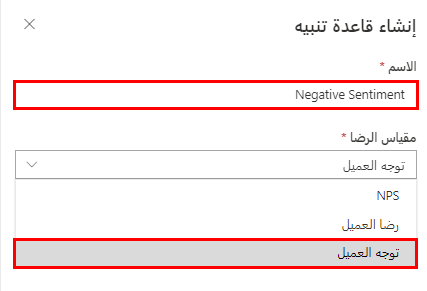 إنشاء قاعدة تنبيه
الاسم *
Negative Sentiment
مقياس الرضا *
توجه العميل
NPS
رضا العميل
توجه العميل